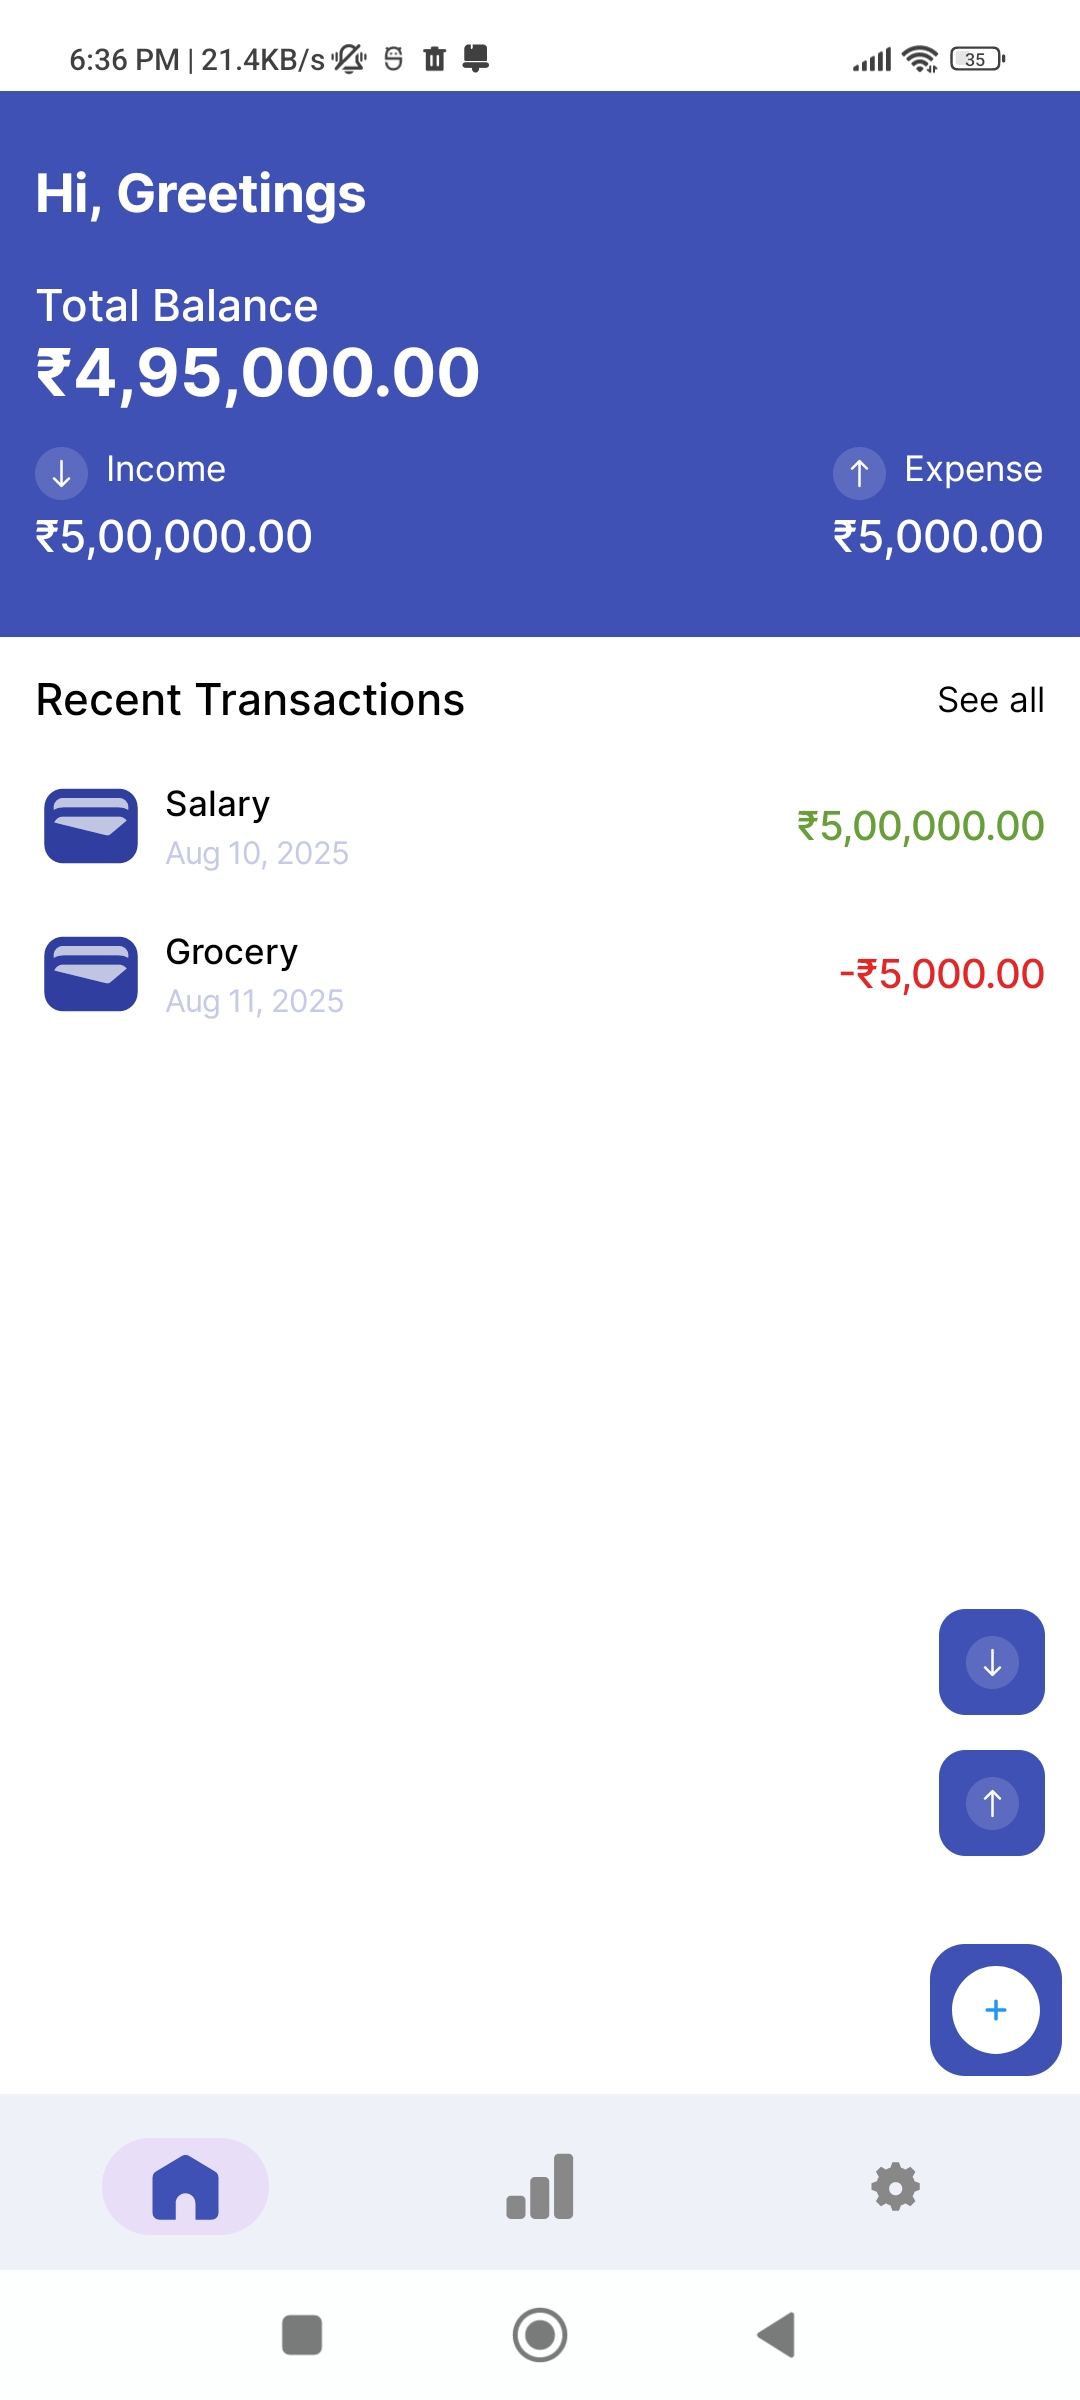 6:36 PM | 21.4KB/s
35
Hi, Greetings
Total Balance
₹4,95,000.00
Income
Expense
₹5,00,000.00
₹5,000.00
Recent Transactions
See all
Salary
₹5,00,000.00
Aug 10, 2025
Grocery
-₹5,000.00
Aug 11, 2025